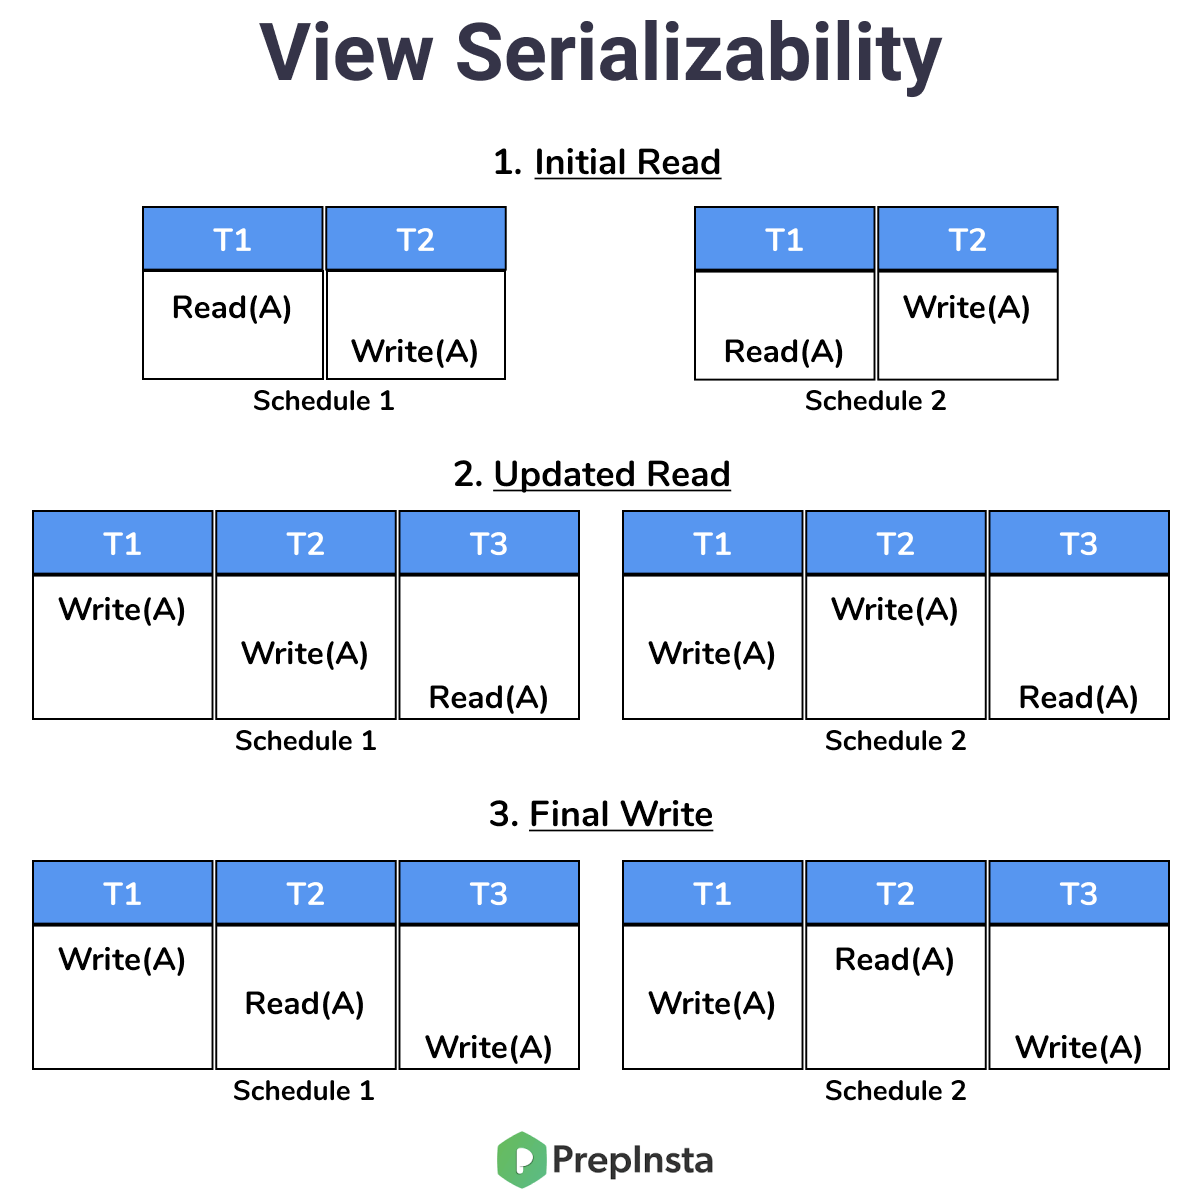 View Serializability
1. Initial Read
T1 T2
Read(A)
Write(A)
Schedule 1
T1 T2
Write(A)
Read(A)
Schedule 2
2. Updated Read
T1 T2 T3
Write(A)
Write(A)
Read(A)
Schedule 1
T1 T2 T3
Write(A)
Write(A)
Read(A)
Schedule 2
3. Final Write
T1 T2 T3
Write(A)
Read(A)
Write(A)
Schedule 1
T1 T2 T3
Read(A)
Write(A)
Write(A)
Schedule 2
PrepInsta